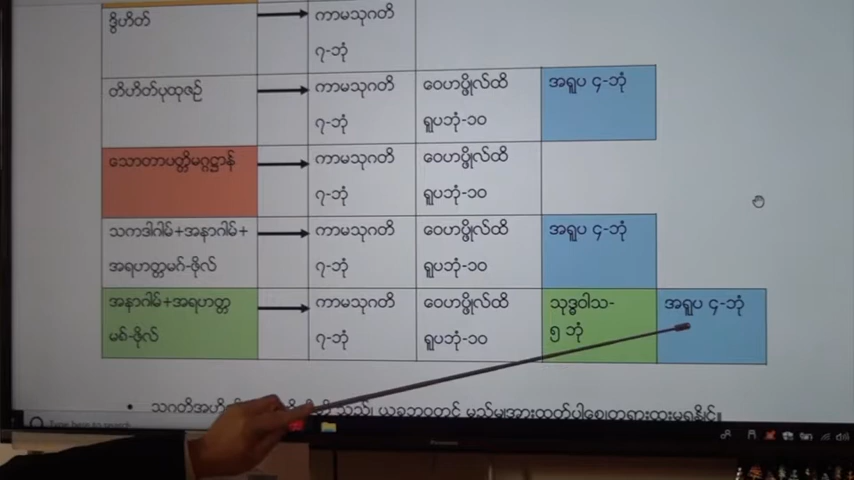 ဒွိဟိတ်
ကာမသုဂတိ
၇-ဘုံ
တိဟိတ်ပုထုဇဉ်
ကာမသုဂတိ
၇-ဘုံ
ဝေဟပ္ဖိုလ်ထိ
ရူပဘုံ-၁၀
အရူပ ၄-ဘုံ
သောတာပတ္တိမဂ္ဂဋ္ဌာန်
ကာမသုဂတိ
၇-ဘုံ
ဝေဟပ္ဖိုလ်ထိ
ရူပဘုံ-၁၀
သကဒါဂါမ်+အနာဂါမ်+
အရဟတ္တမဂ်-ဖိုလ်
ကာမသုဂတိ
၇-ဘုံ
ဝေဟပ္ဖိုလ်ထိ
ရူပဘုံ-၁၀
အရူပ ၄-ဘုံ
အနာဂါမ်+အရဟတ္တ
မဂ်-ဖိုလ်
ကာမသုဂတိ
၇-ဘုံ
ဝေဟပ္ဖိုလ်ထိ
ရူပဘုံ-၁၀
သုဒ္ဓဝါသ-
၅ ဘုံ
အရူပ ၄-ဘုံ
Type here to search